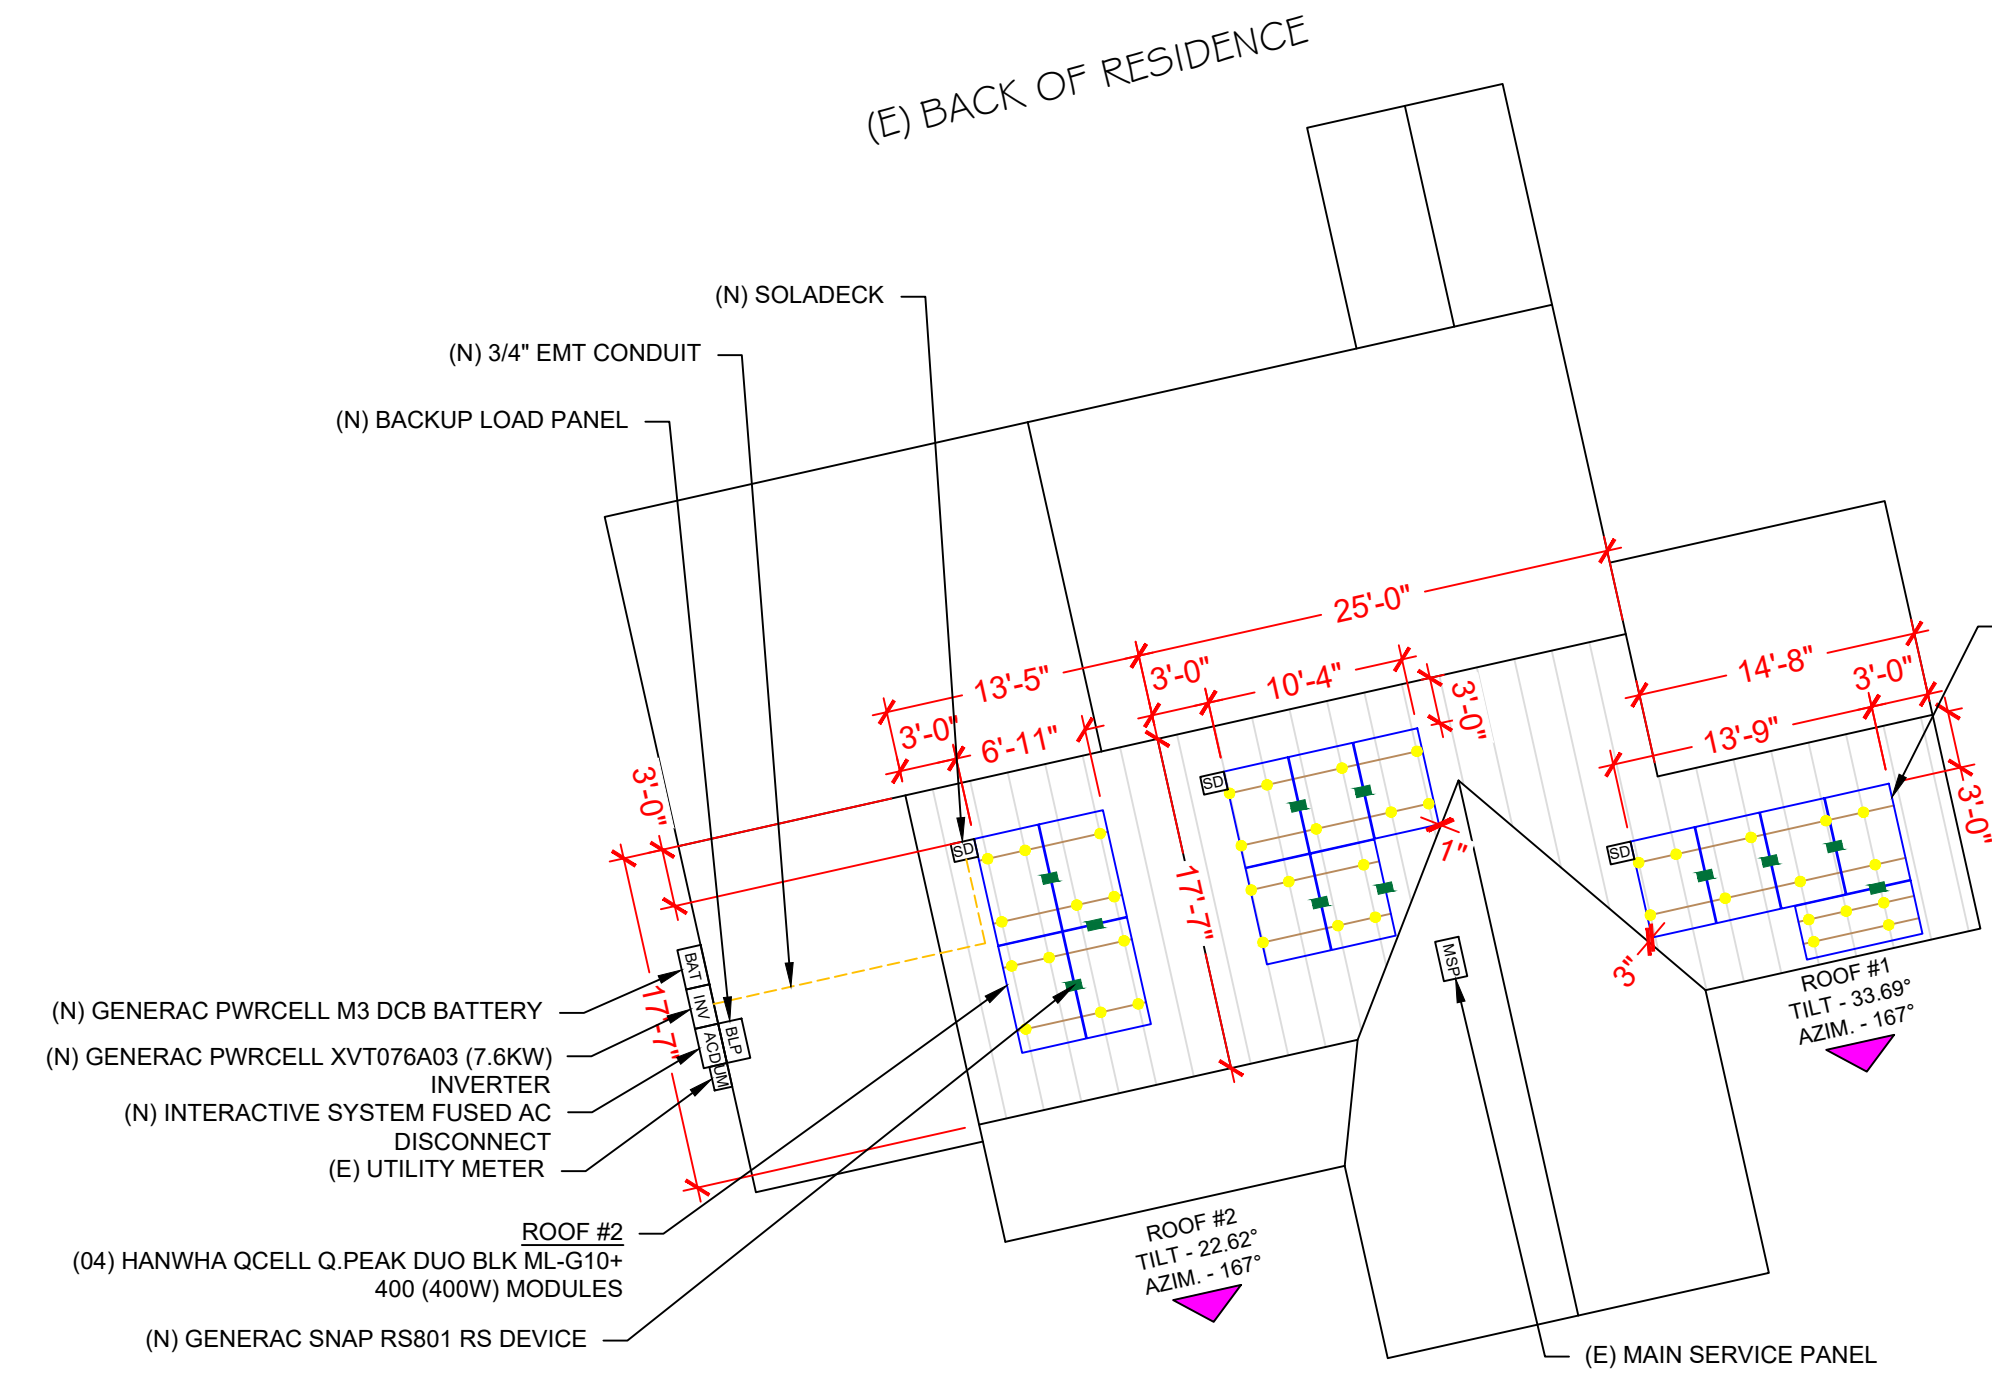 (E) BACK OF RESIDENCE
(N) SOLADECK
(N) 3/4" EMT CONDUIT
(N) BACKUP LOAD PANEL
25'-0"
13'-5"
3'-0"
10'-4"
3'-0"
14'-8"
3'-0"
3'-0"
6'-11"
13'-9"
3'-0"
3'-0"
SD
SD
SD
1"
17'-7"
3"
MSP
BAT
INV
ACD
BLP
UM
17'-7"
(N) GENERAC PWRCELL M3 DCB BATTERY
(N) GENERAC PWRCELL XVT076A03 (7.6KW)
INVERTER
(N) INTERACTIVE SYSTEM FUSED AC
DISCONNECT
(E) UTILITY METER
ROOF #1
TILT - 33.69°
AZIM. - 167°
ROOF #2
(04) HANWHA QCELL Q.PEAK DUO BLK ML-G10+
400 (400W) MODULES
ROOF #2
TILT - 22.62°
AZIM. - 167°
(N) GENERAC SNAP RS801 RS DEVICE
(E) MAIN SERVICE PANEL